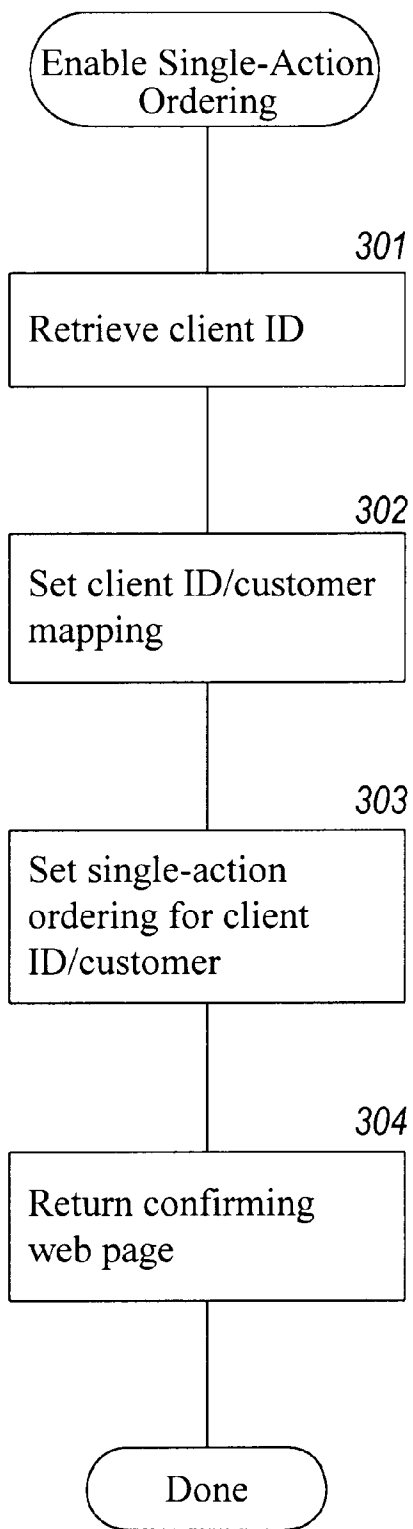 Enable Single-Action
Ordering
301
Retrieve client ID
302
Set client ID/customer
mapping
303
Set single-action
ordering for client
ID/customer
304
Return confirming
web page
Done